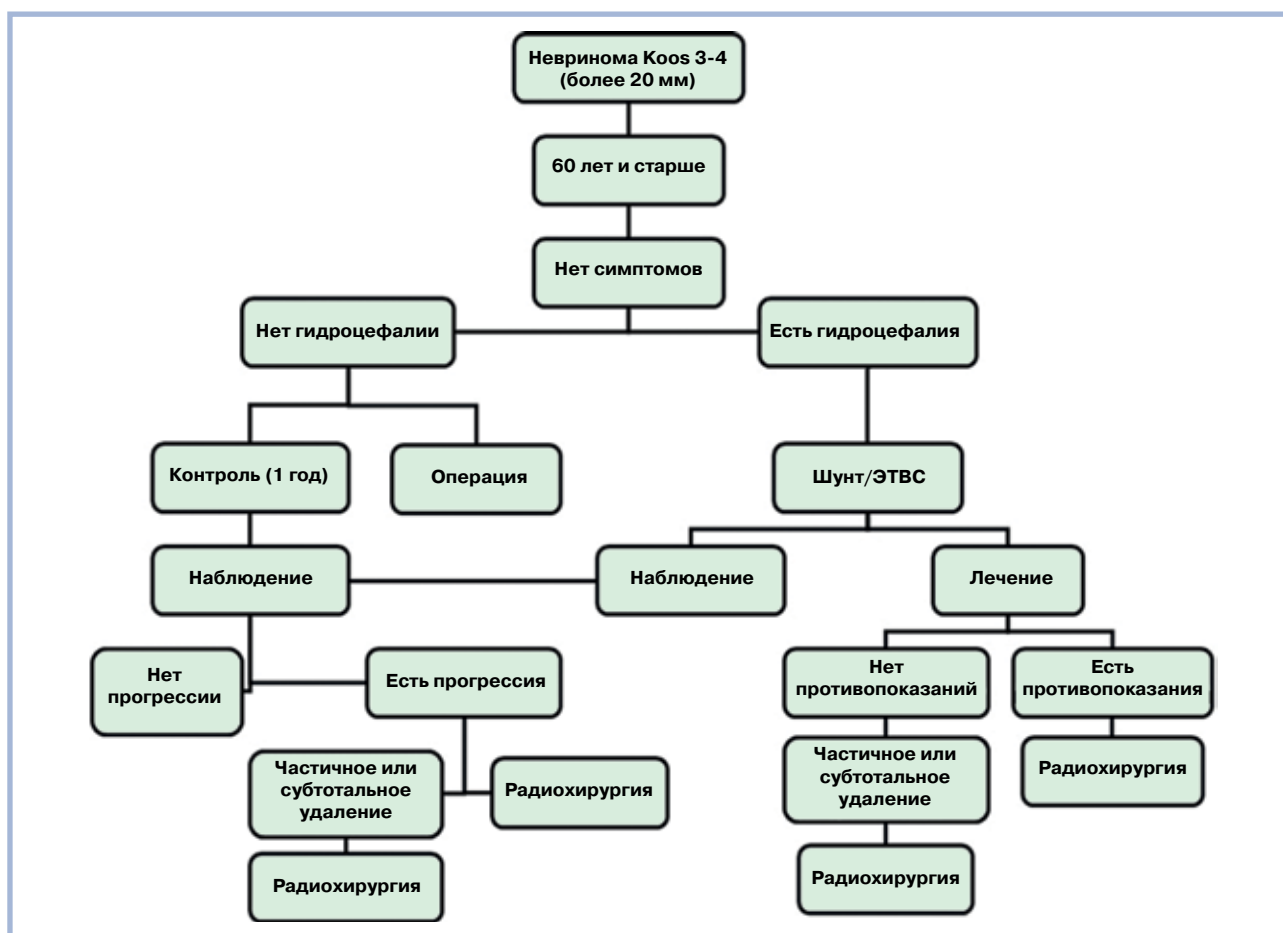 Невринома Koos 3-4
(более 20 мм)
60 лет и старше
Нет симптомов
Нет гидроцефалии
Есть гидроцефалия
Контроль (1 год)
Операция
Шунт/ЭТВС
Наблюдение
Наблюдение
Лечение
Нет
прогрессии
Есть прогрессия
Нет
противопоказаний
Есть
противопоказания
Частичное или
субтотальное
удаление
Радиохирургия
Частичное или
субтотальное
удаление
Радиохирургия
Радиохирургия
Радиохирургия